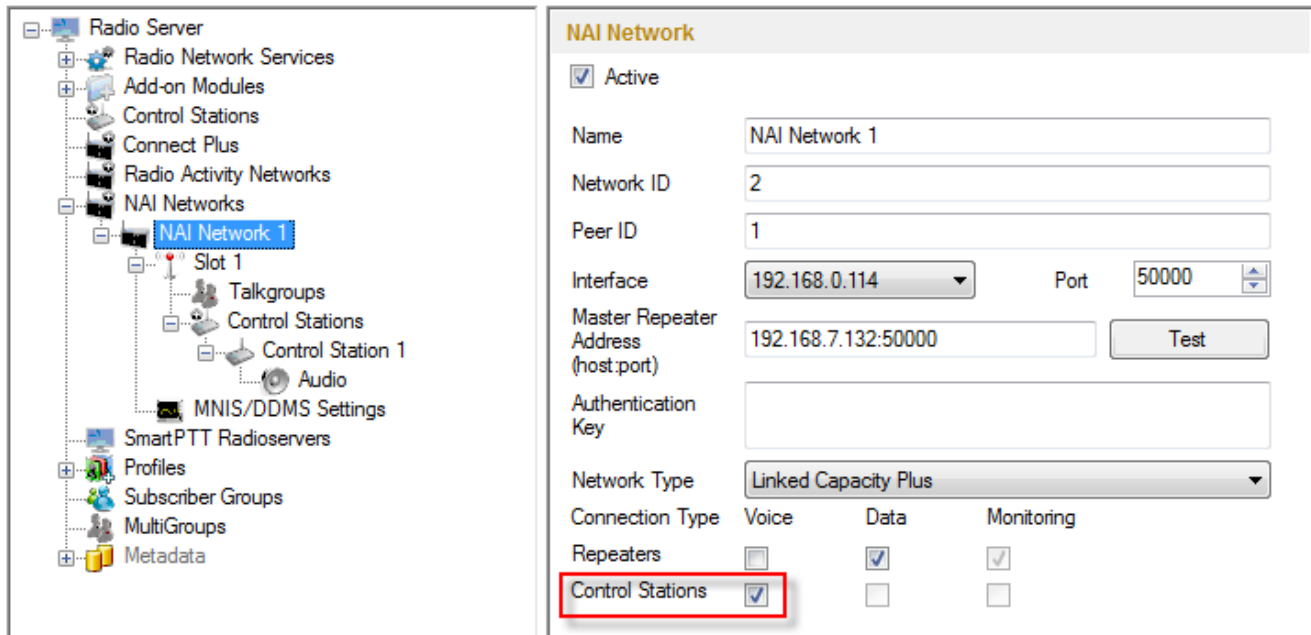 Radio Server
Radio Network Services
Add-on Modules
Control Stations
Connect Plus
Radio Activity Networks
NAI Networks
NAI Network 1
Slot 1
Talkgroups
Control Stations
Control Station 1
Audio
MNIS/DDMS Settings
SmartPTT Radioservers
Profiles
Subscriber Groups
MultiGroups
Metadata
NAI Network
Active
Name NAI Network 1
Network ID 2
Peer ID 1
Interface 192.168.0.114 Port 50000
Master Repeater
Address 192.168.7.132:50000 Test
(host:port)
Authentication
Key
Network Type Linked Capacity Plus
Connection Type Voice Data Monitoring
Repeaters
Control Stations